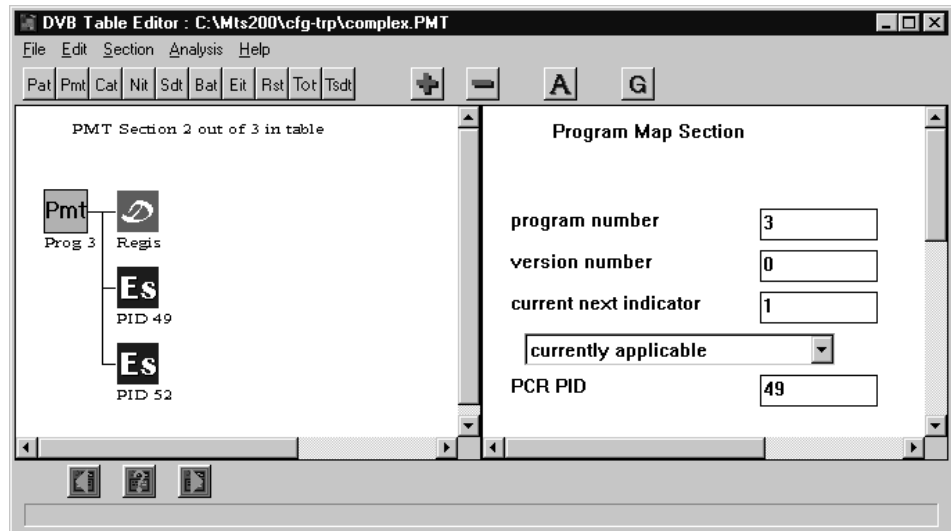 DVB Table Editor : C:\Mts200\cfg-trp\complex.PMT
File Edit Section Analysis Help
Pat Pmt Cat Nit Sdt Bat Eit Rst Tot Tsdt A G
PMT Section 2 out of 3 in table
Pmt
Prog 3
Regis
Es
PID 49
Es
PID 52
Program Map Section
program number 3
version number 0
current next indicator 1
currently applicable
PCR PID 49